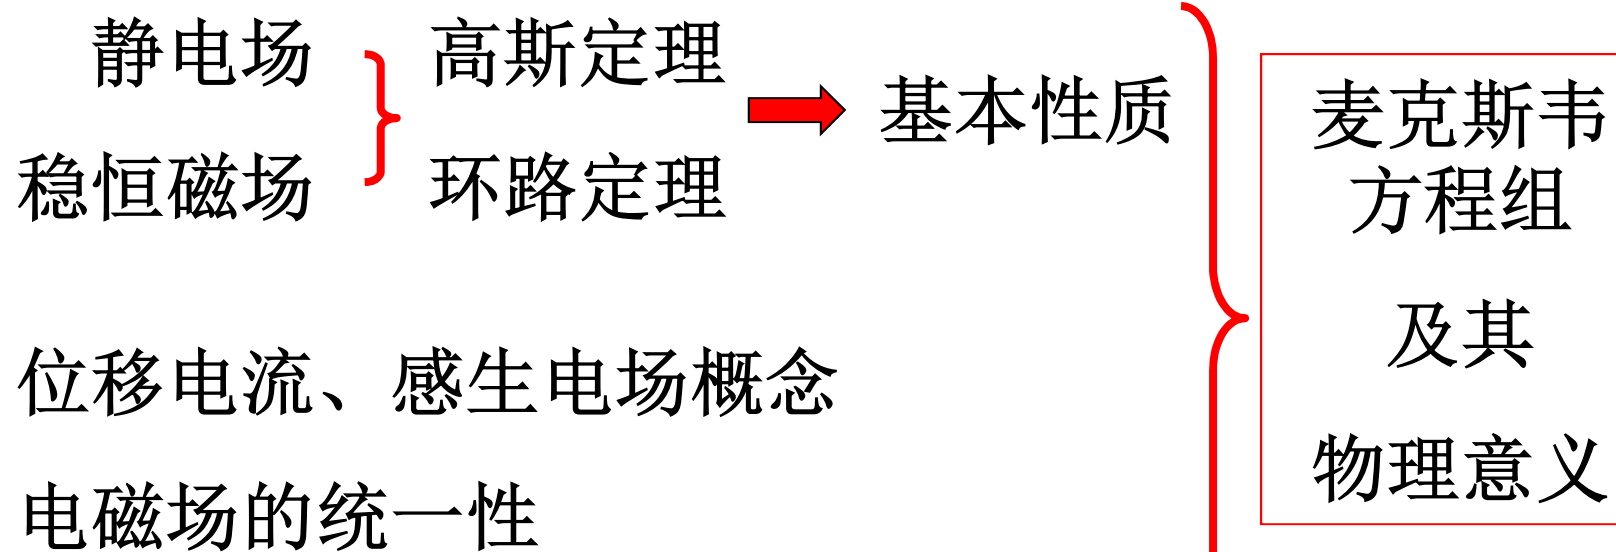 静电场
高斯定理
稳恒磁场
环路定理
基本性质
位移电流、感生电场概念
电磁场的统一性
麦克斯韦
方程组
及其
物理意义